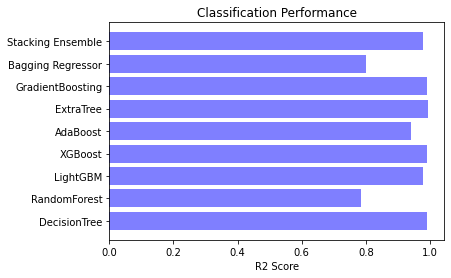 Classification Performance
Stacking Ensemble
Bagging Regressor
GradientBoosting
ExtraTree
AdaBoost
XGBoost
LightGBM
RandomForest
DecisionTree
0.0 0.2 0.4 0.6 0.8 1.0
R2 Score